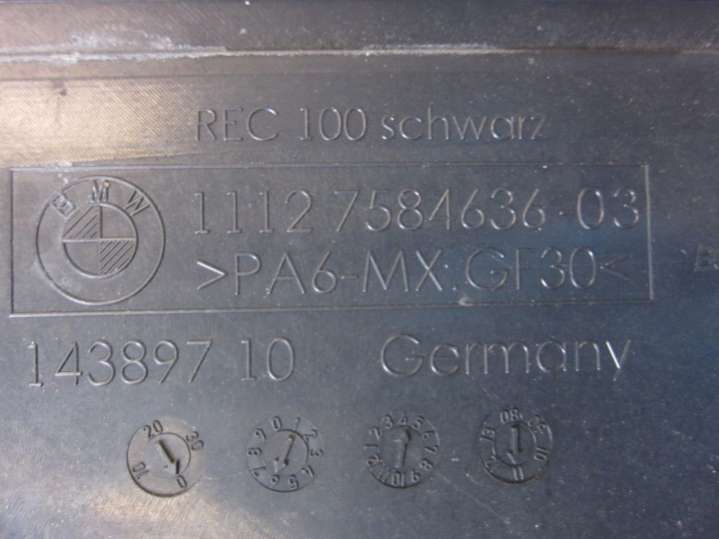 REC 100 schwarz
BMW
1112 7584636-03
>PA6-MX.GF30<
143897 10 Germany